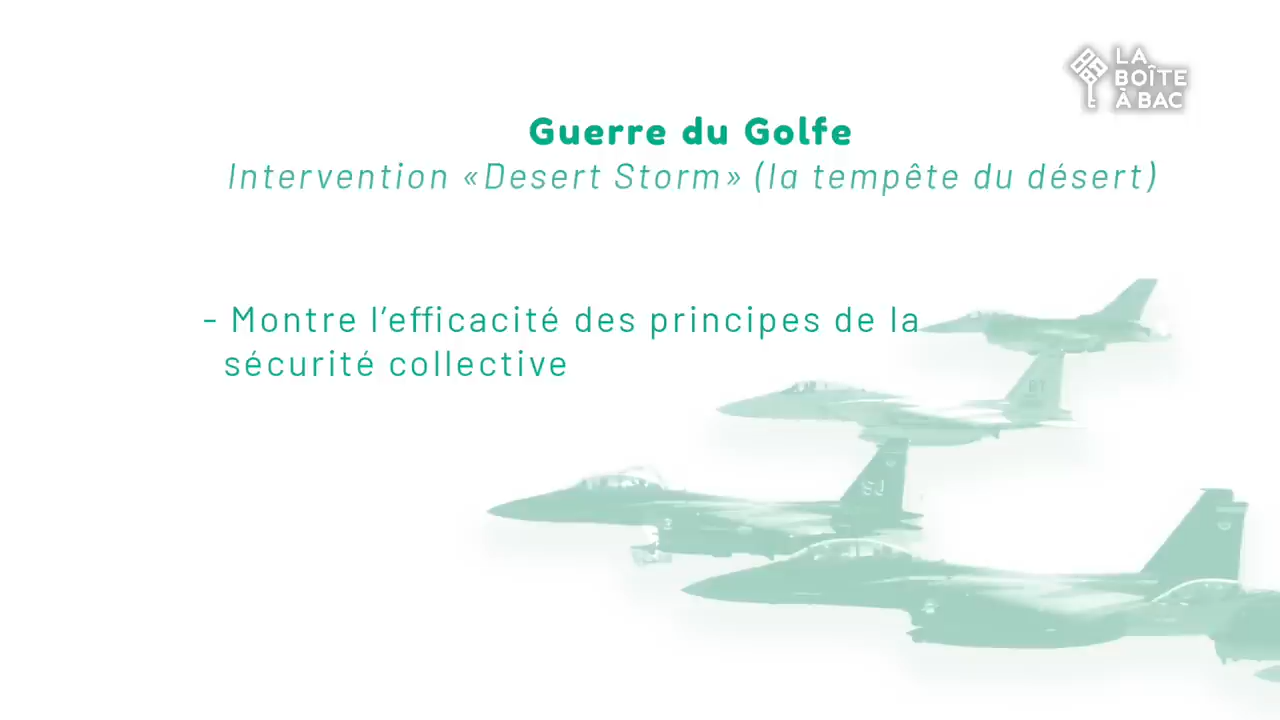 LA
BOÎTE
À BAC
Guerre du Golfe
Intervention «Desert Storm» (la tempête du désert)
- Montre l’efficacité des principes de la
sécurité collective
SJ